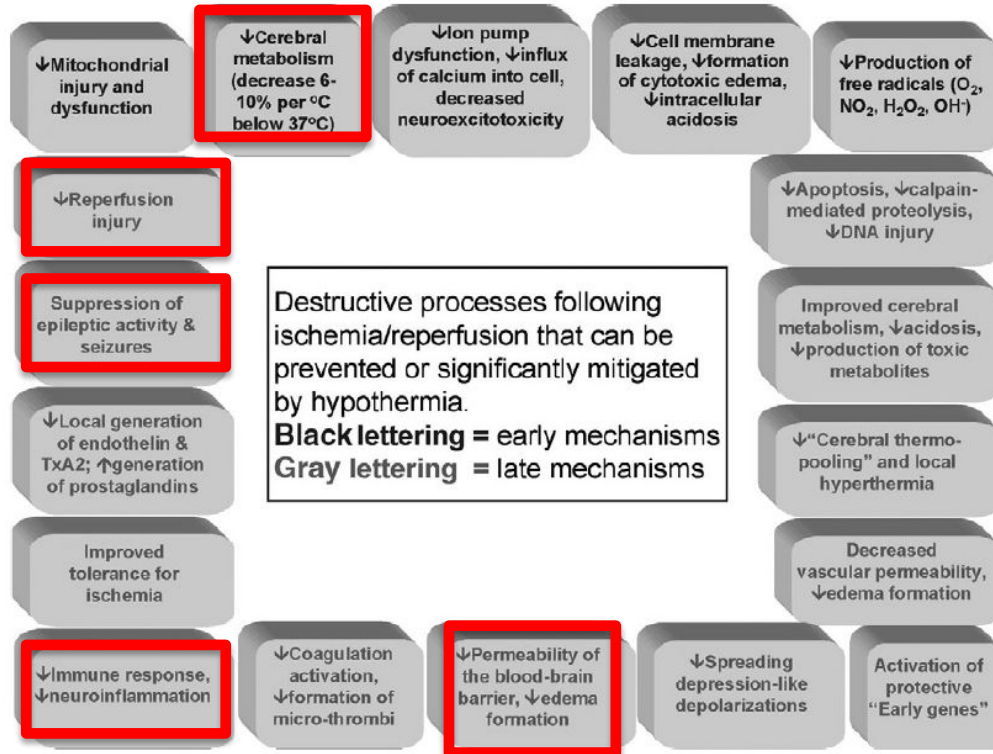 ↓Mitochondrial
injury and
dysfunction
↓Cerebral
metabolism
(decrease 6-
10% per ºC
below 37ºC)
↓Ion pump
dysfunction, ↓influx
of calcium into cell,
decreased
neuroexcitotoxicity
↓Cell membrane
leakage, ↓formation
of cytotoxic edema,
↓intracellular
acidosis
↓Production of
free radicals (O₂,
NO₂, H₂O₂, OH⁻)
↓Reperfusion
injury
↓Apoptosis, ↓calpain-
mediated proteolysis,
↓DNA injury
Suppression of
epileptic activity &
seizures
Destructive processes following
ischemia/reperfusion that can be
prevented or significantly mitigated
by hypothermia.
Black lettering = early mechanisms
Gray lettering = late mechanisms
Improved cerebral
metabolism, ↓acidosis,
↓production of toxic
metabolites
↓Local generation
of endothelin &
TxA2; ↑generation
of prostaglandins
↓"Cerebral thermo-
pooling" and local
hyperthermia
Improved
tolerance for
ischemia
Decreased
vascular permeability,
↓edema formation
↓Immune response,
↓neuroinflammation
↓Coagulation
activation,
↓formation of
micro-thrombi
↓Permeability of
the blood-brain
barrier, ↓edema
formation
↓Spreading
depression-like
depolarizations
Activation of
protective
"Early genes"